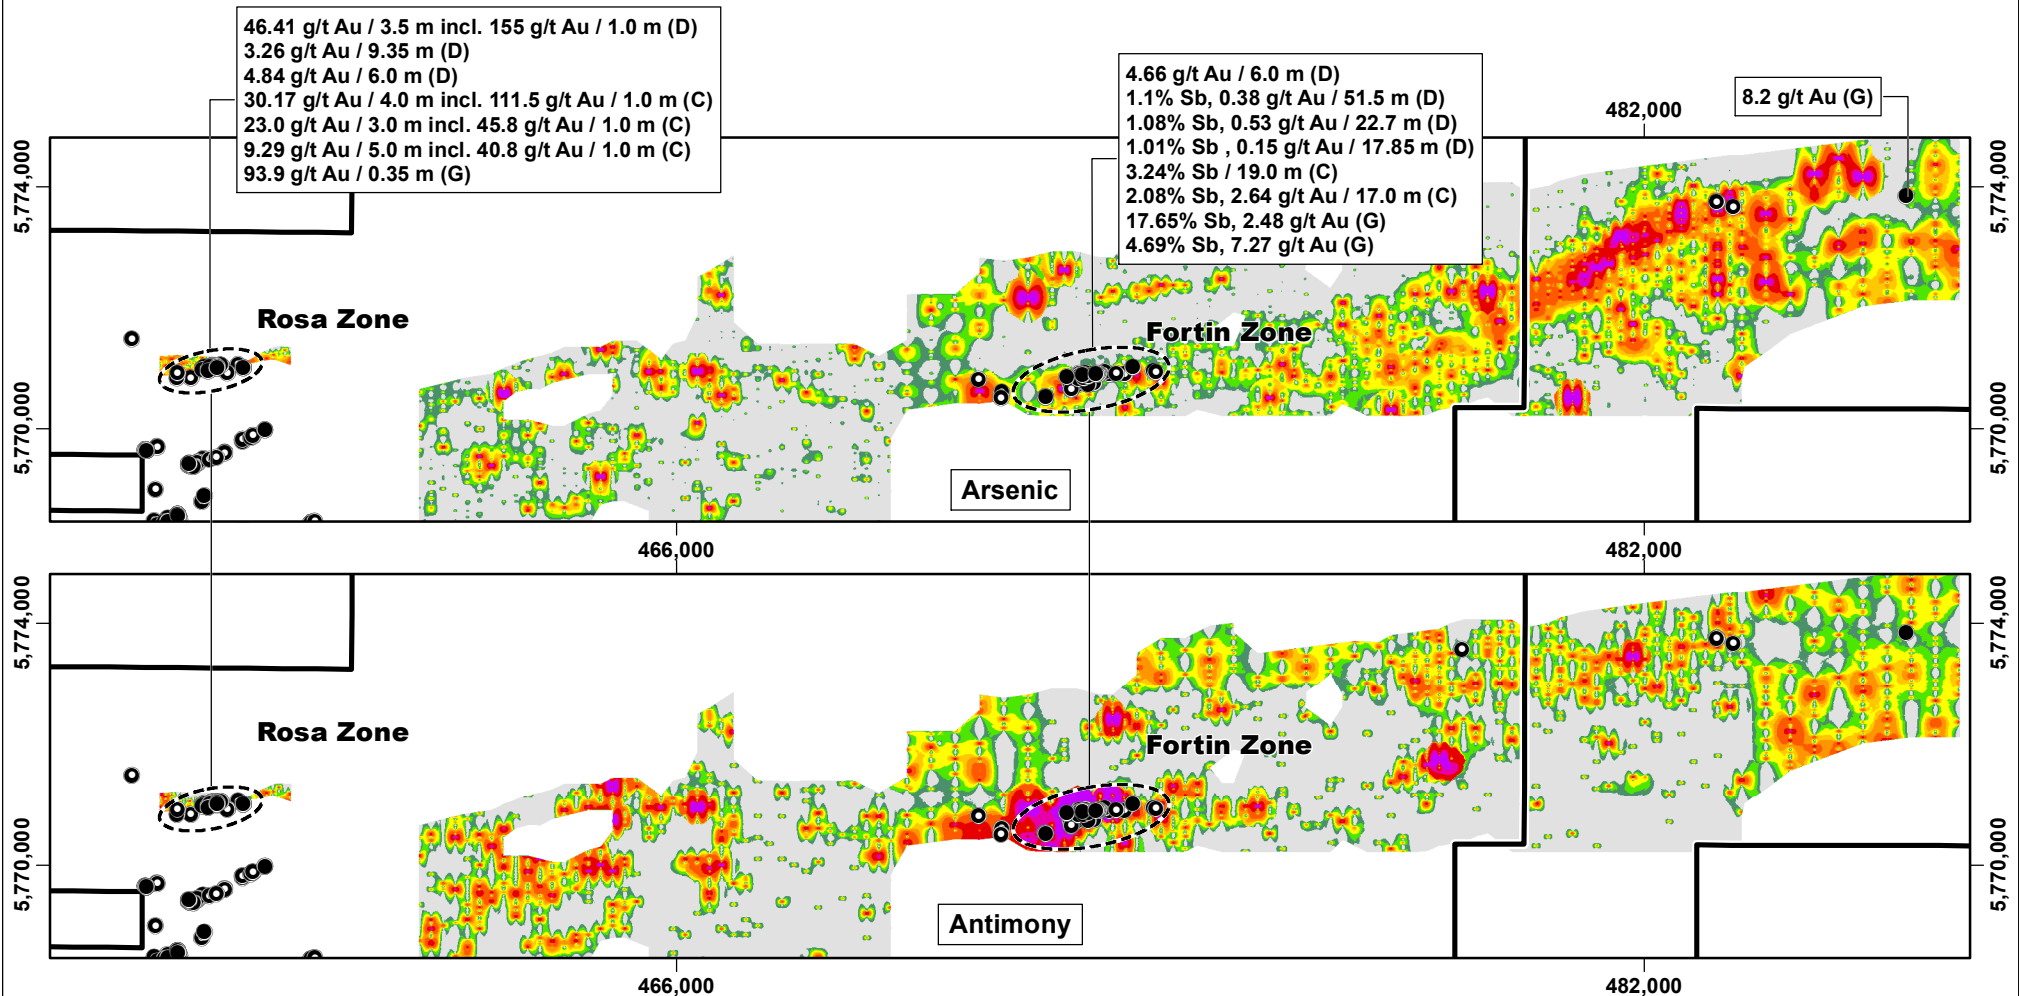 46.41 g/t Au / 3.5 m incl. 155 g/t Au / 1.0 m (D)
3.26 g/t Au / 9.35 m (D)
4.84 g/t Au / 6.0 m (D)
30.17 g/t Au / 4.0 m incl. 111.5 g/t Au / 1.0 m (C)
23.0 g/t Au / 3.0 m incl. 45.8 g/t Au / 1.0 m (C)
9.29 g/t Au / 5.0 m incl. 40.8 g/t Au / 1.0 m (C)
93.9 g/t Au / 0.35 m (G)
4.66 g/t Au / 6.0 m (D)
1.1% Sb, 0.38 g/t Au / 51.5 m (D)
1.08% Sb, 0.53 g/t Au / 22.7 m (D)
1.01% Sb , 0.15 g/t Au / 17.85 m (D)
3.24% Sb / 19.0 m (C)
2.08% Sb, 2.64 g/t Au / 17.0 m (C)
17.65% Sb, 2.48 g/t Au (G)
4.69% Sb, 7.27 g/t Au (G)
8.2 g/t Au (G)
482,000
5,774,000
5,774,000
Rosa Zone
Fortin Zone
5,770,000
5,770,000
Arsenic
466,000
482,000
5,774,000
5,774,000
Rosa Zone
Fortin Zone
5,770,000
5,770,000
Antimony
466,000
482,000